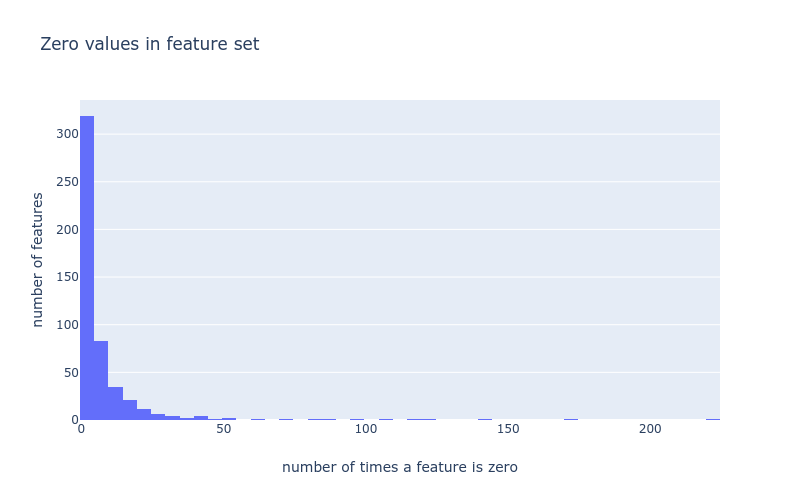 Zero values in feature set
number of features
300
250
200
150
100
50
0
0 50 100 150 200
number of times a feature is zero